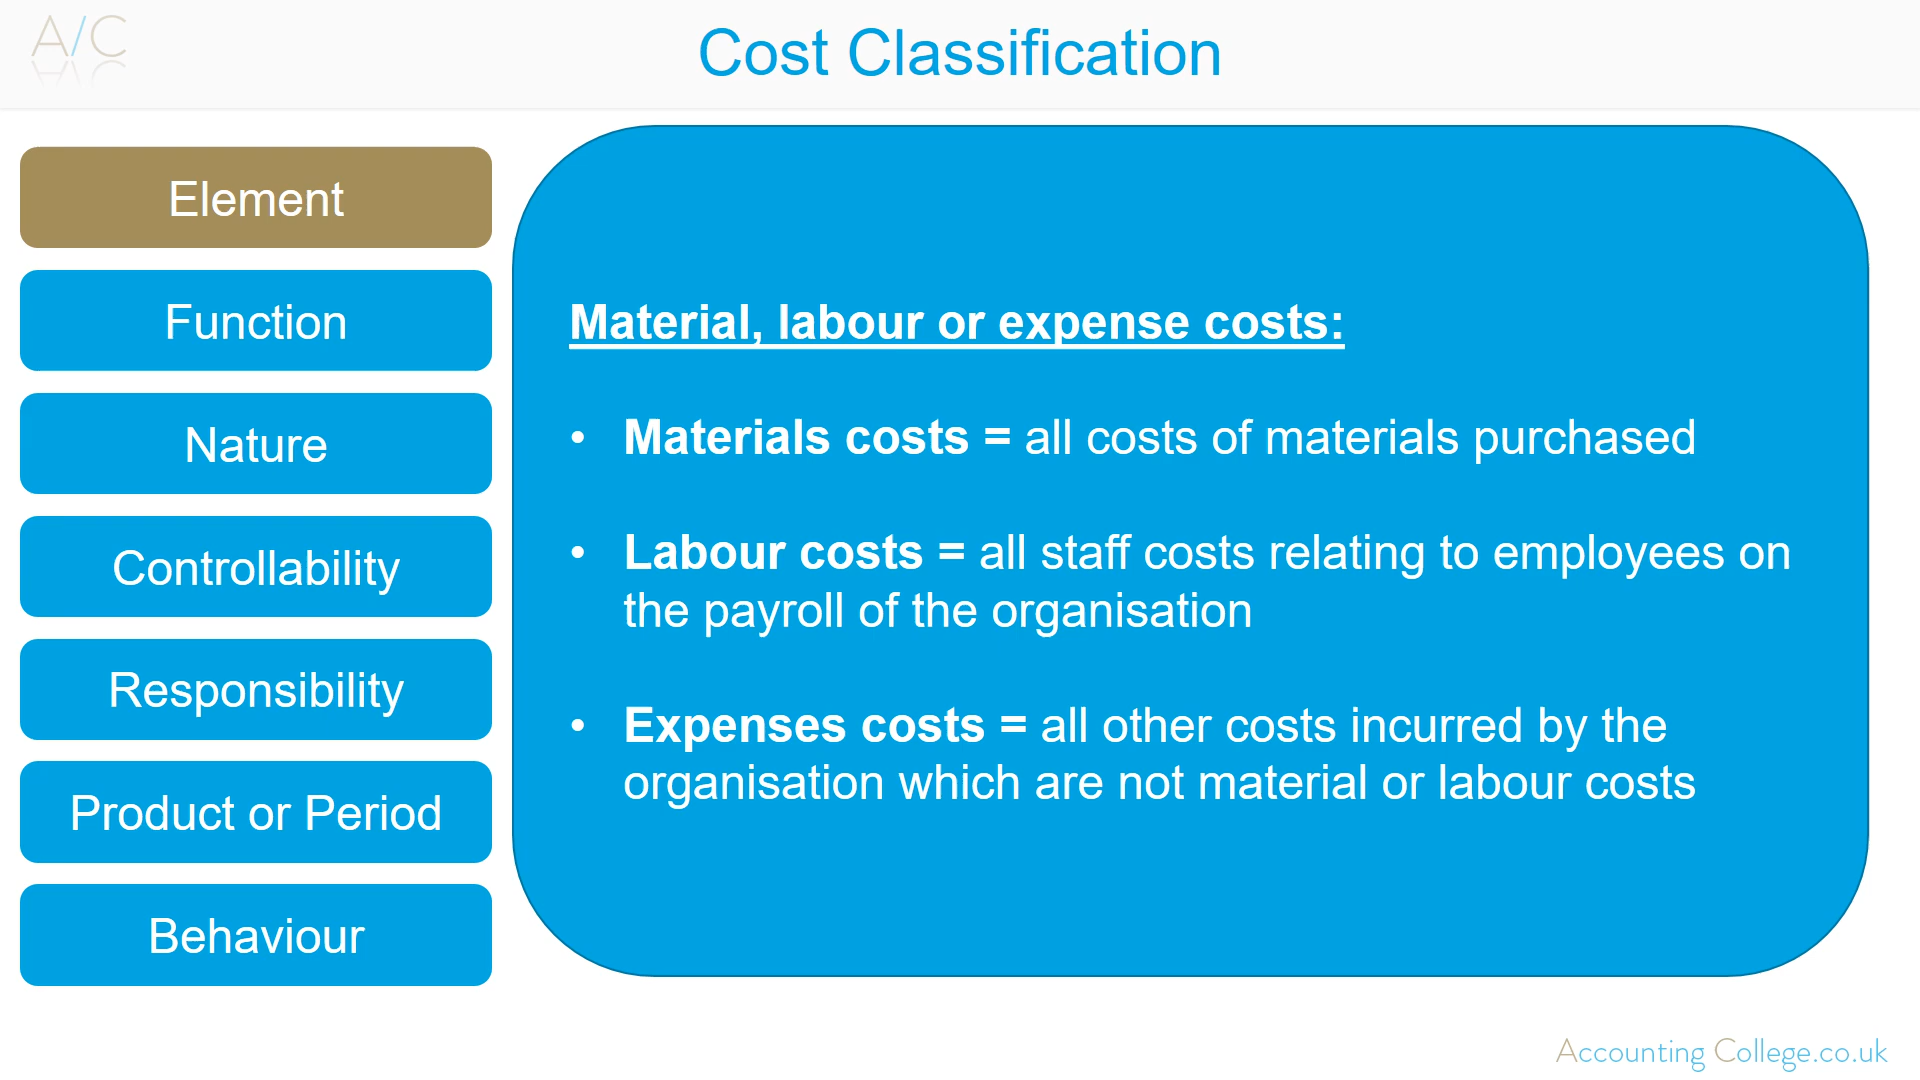 A/C
Cost Classification
Element
Function
Nature
Controllability
Responsibility
Product or Period
Behaviour
Material, labour or expense costs:
• Materials costs = all costs of materials purchased
• Labour costs = all staff costs relating to employees on
the payroll of the organisation
• Expenses costs = all other costs incurred by the
organisation which are not material or labour costs
Accounting College.co.uk